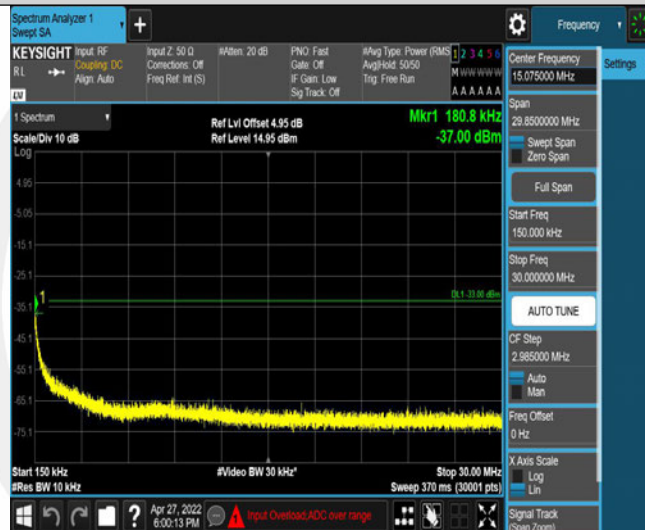 Spectrum Analyzer 1
Swept SA
+
Frequency
KEYSIGHT
RL
Input: RF
Coupling: DC
Align: Auto
Input Z: 50 Ω
Corrections: Off
Freq Ref: Int (S)
#Atten: 20 dB
PNO: Fast
Gate: Off
IF Gain: Low
Sig Track: Off
#Avg Type: Power (RMS
Avg|Hold: 50/50
Trig: Free Run
1 2 3 4 5 6
M W W W W W
A A A A A A
LXI
1 Spectrum
Scale/Div 10 dB
Log
Ref Lvl Offset 4.95 dB
Ref Level 14.95 dBm
Mkr1 180.8 kHz
-37.00 dBm
4.95
-5.05
-15.1
-25.1
-35.1
-45.1
-55.1
-65.1
-75.1
1
DL1 -33.00 dBm
Start 150 kHz
#Res BW 10 kHz
#Video BW 30 kHz*
Stop 30.00 MHz
Sweep 370 ms (30001 pts)
Apr 27, 2022
6:00:13 PM
Input Overload;ADC over range
Center Frequency
15.075000 MHz
Settings
Span
29.8500000 MHz
Swept Span
Zero Span
Full Span
Start Freq
150.000 kHz
Stop Freq
30.000000 MHz
AUTO TUNE
CF Step
2.985000 MHz
Auto
Man
Freq Offset
0 Hz
X Axis Scale
Log
Lin
Signal Track
(Span Zoom)